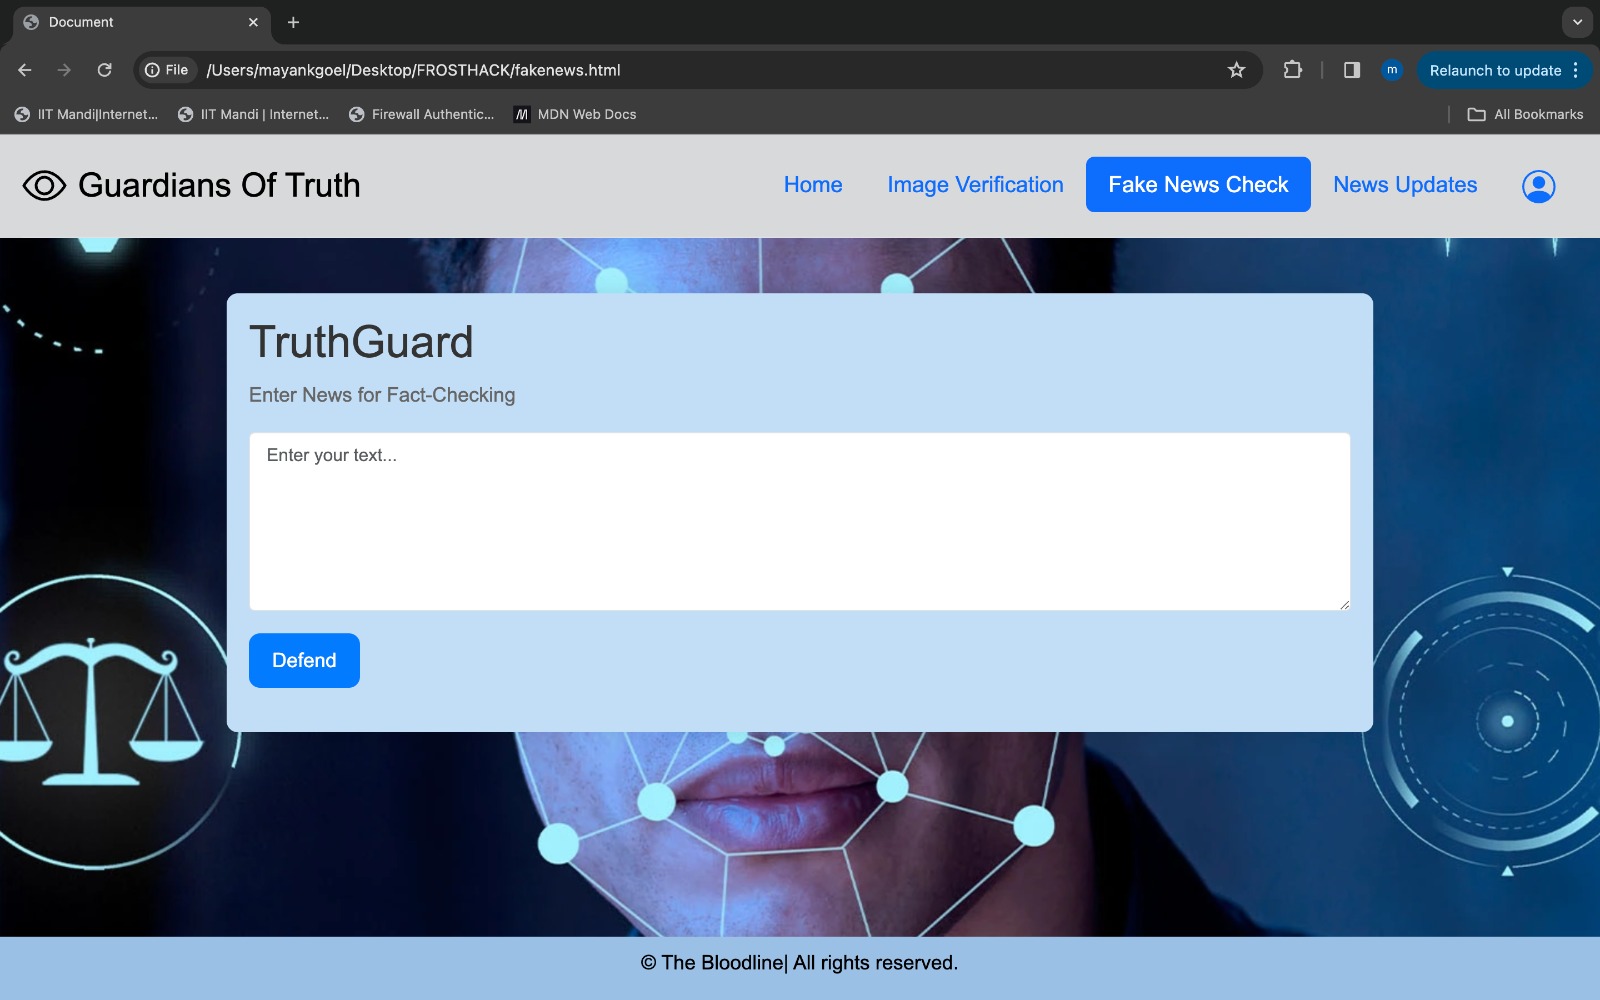 Document
File /Users/mayankgoel/Desktop/FROSTHACK/fakenews.html m Relaunch to update
IIT Mandi|Internet... IIT Mandi | Internet... Firewall Authentic... MDN Web Docs All Bookmarks
Guardians Of Truth Home Image Verification Fake News Check News Updates
TruthGuard
Enter News for Fact-Checking
Enter your text...
Defend
© The Bloodline| All rights reserved.